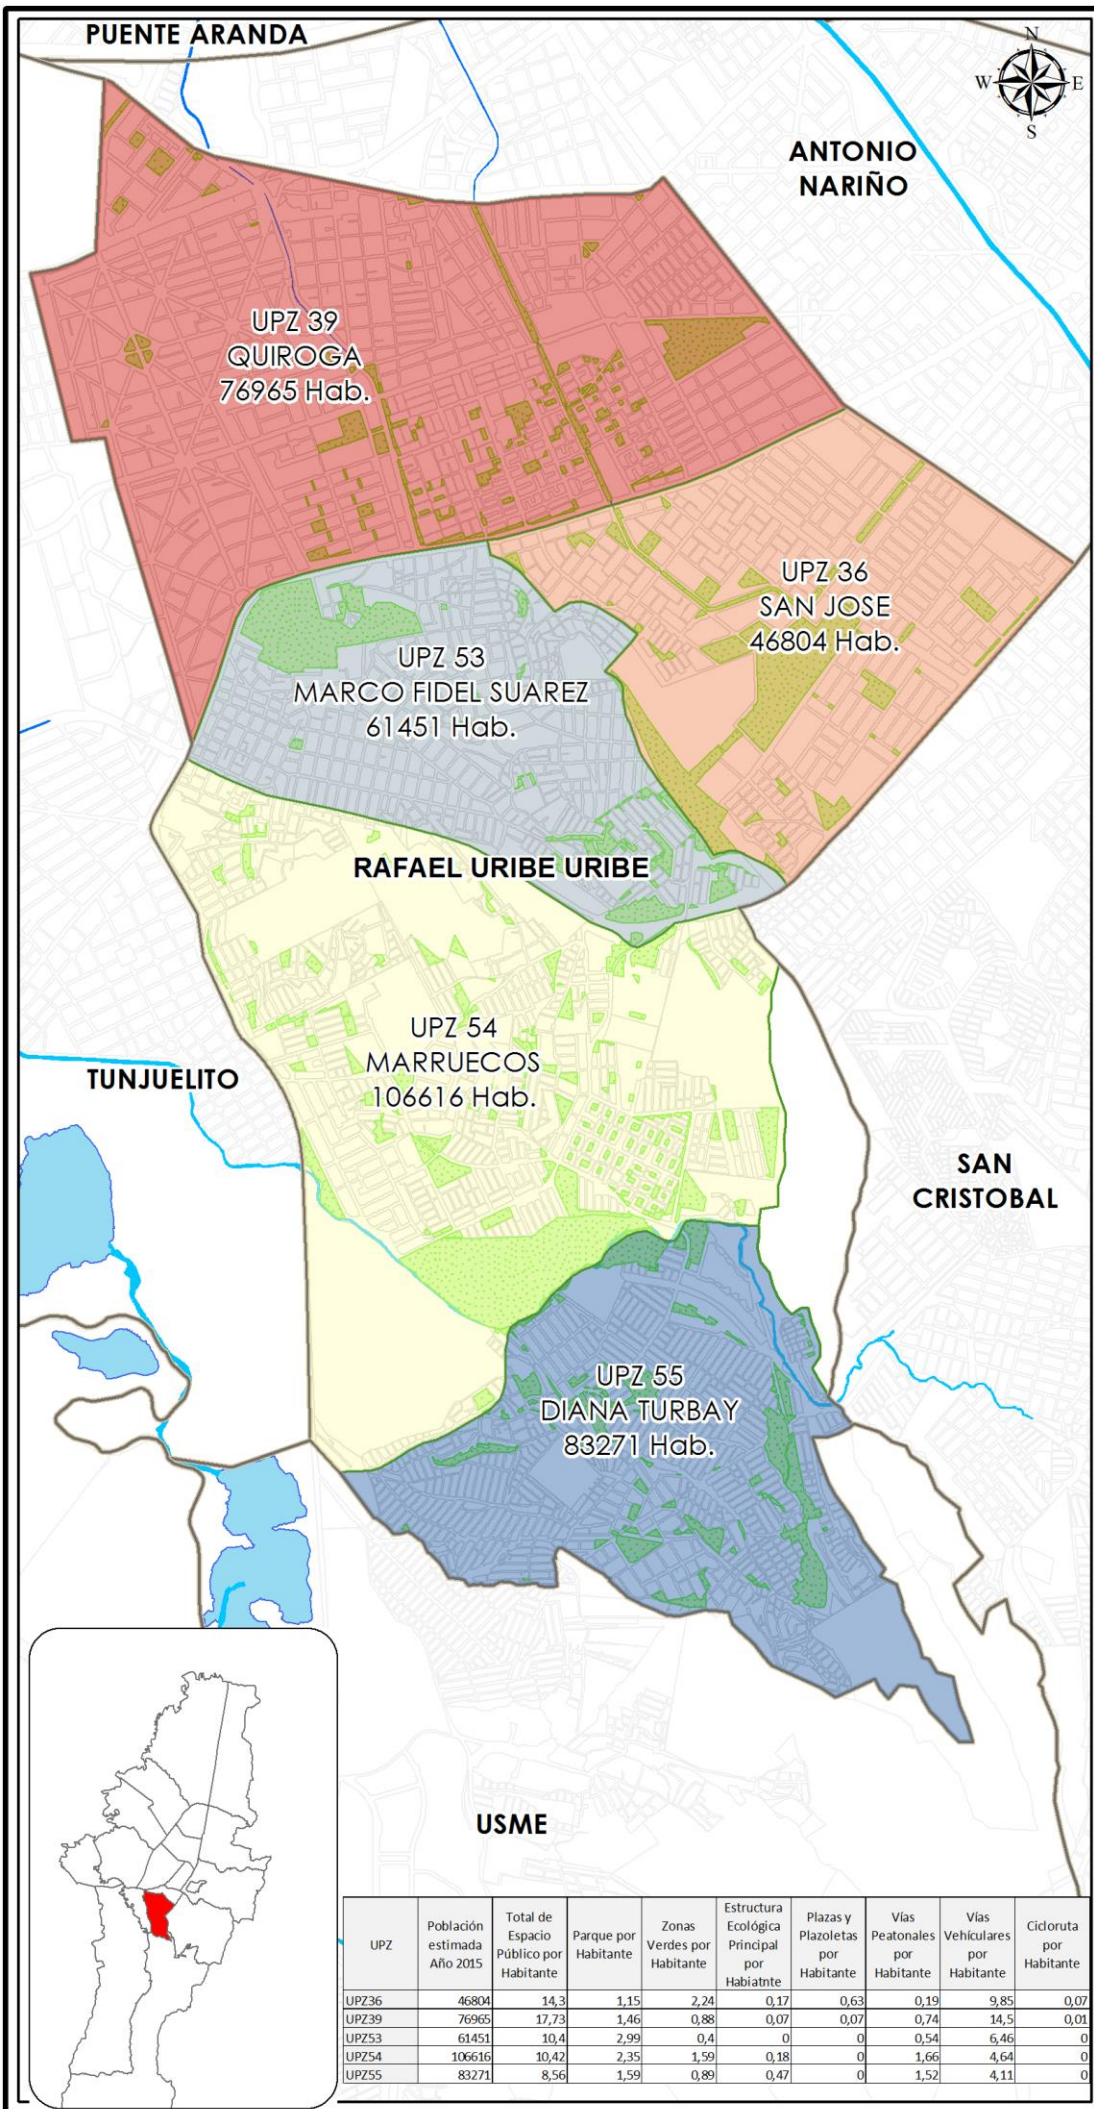 PUENTE ARANDA
N
W E
S
ANTONIO
NARIÑO
UPZ 39
QUIROGA
76965 Hab.
UPZ 36
SAN JOSE
46804 Hab.
UPZ 53
MARCO FIDEL SUAREZ
61451 Hab.
RAFAEL URIBE URIBE
UPZ 54
MARRUECOS
106616 Hab.
TUNJUELITO
SAN
CRISTOBAL
UPZ 55
DIANA TURBAY
83271 Hab.
USME
UPZ
Población
estimada
Año 2015
Total de
Espacio
Público por
Habitante
Parque por
Habitante
Zonas
Verdes por
Habitante
Estructura
Ecológica
Principal
por
Habiatnte
Plazas y
Plazoletas
por
Habitante
Vías
Peatonales
por
Habitante
Vías
Vehículares
por
Habitante
Cicloruta
por
Habitante
UPZ36 46804 14,3 1,15 2,24 0,17 0,63 0,19 9,85 0,07
UPZ39 76965 17,73 1,46 0,88 0,07 0,07 0,74 14,5 0,01
UPZ53 61451 10,4 2,99 0,4 0 0 0,54 6,46 0
UPZ54 106616 10,42 2,35 1,59 0,18 0 1,66 4,64 0
UPZ55 83271 8,56 1,59 0,89 0,47 0 1,52 4,11 0